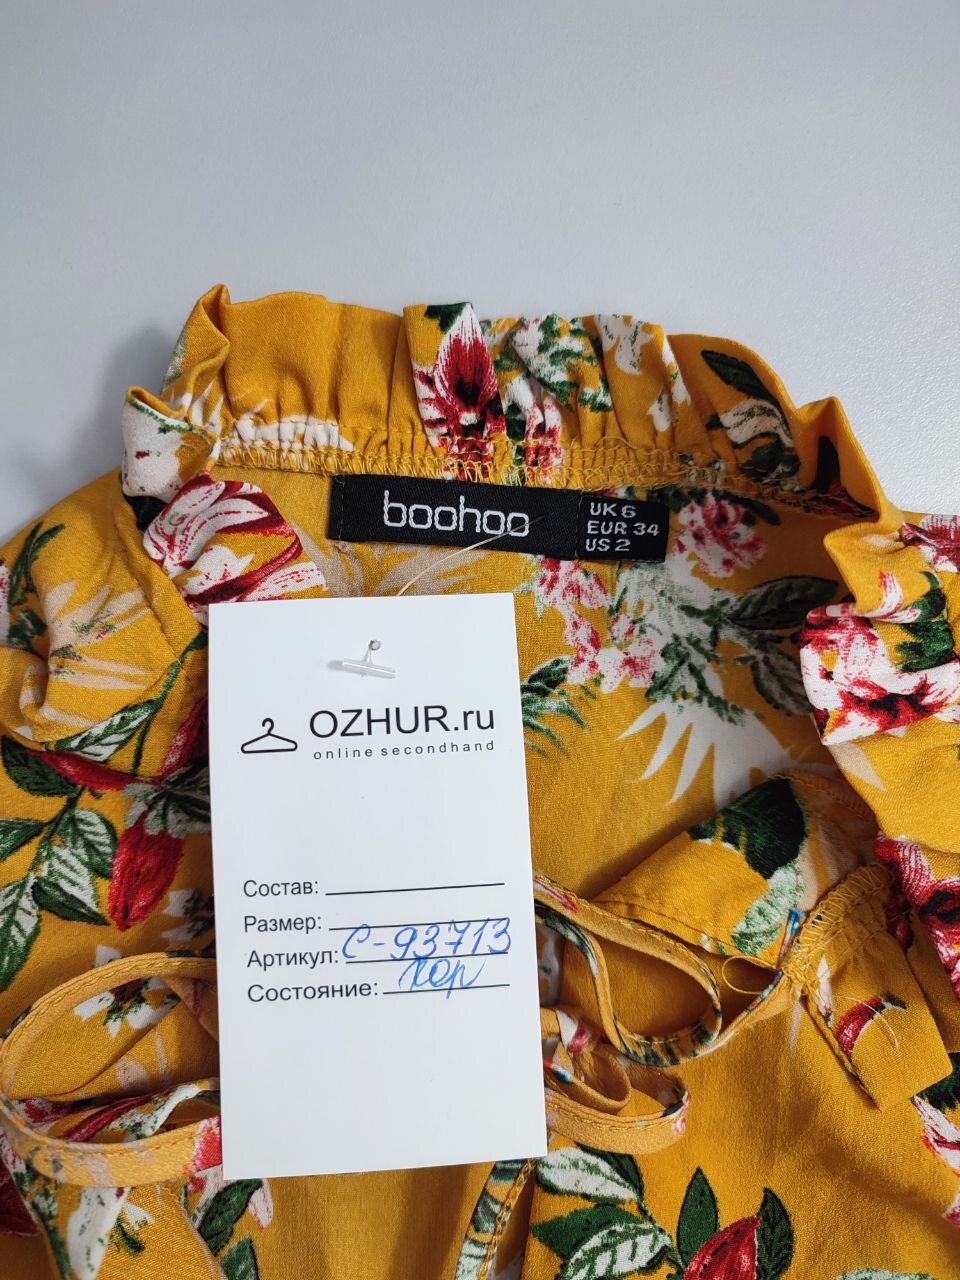 boohoo
UK 6
EUR 34
US 2
OZHUR.ru
online secondhand
Состав:
Размер:
Артикул: С-93713
Состояние: хор